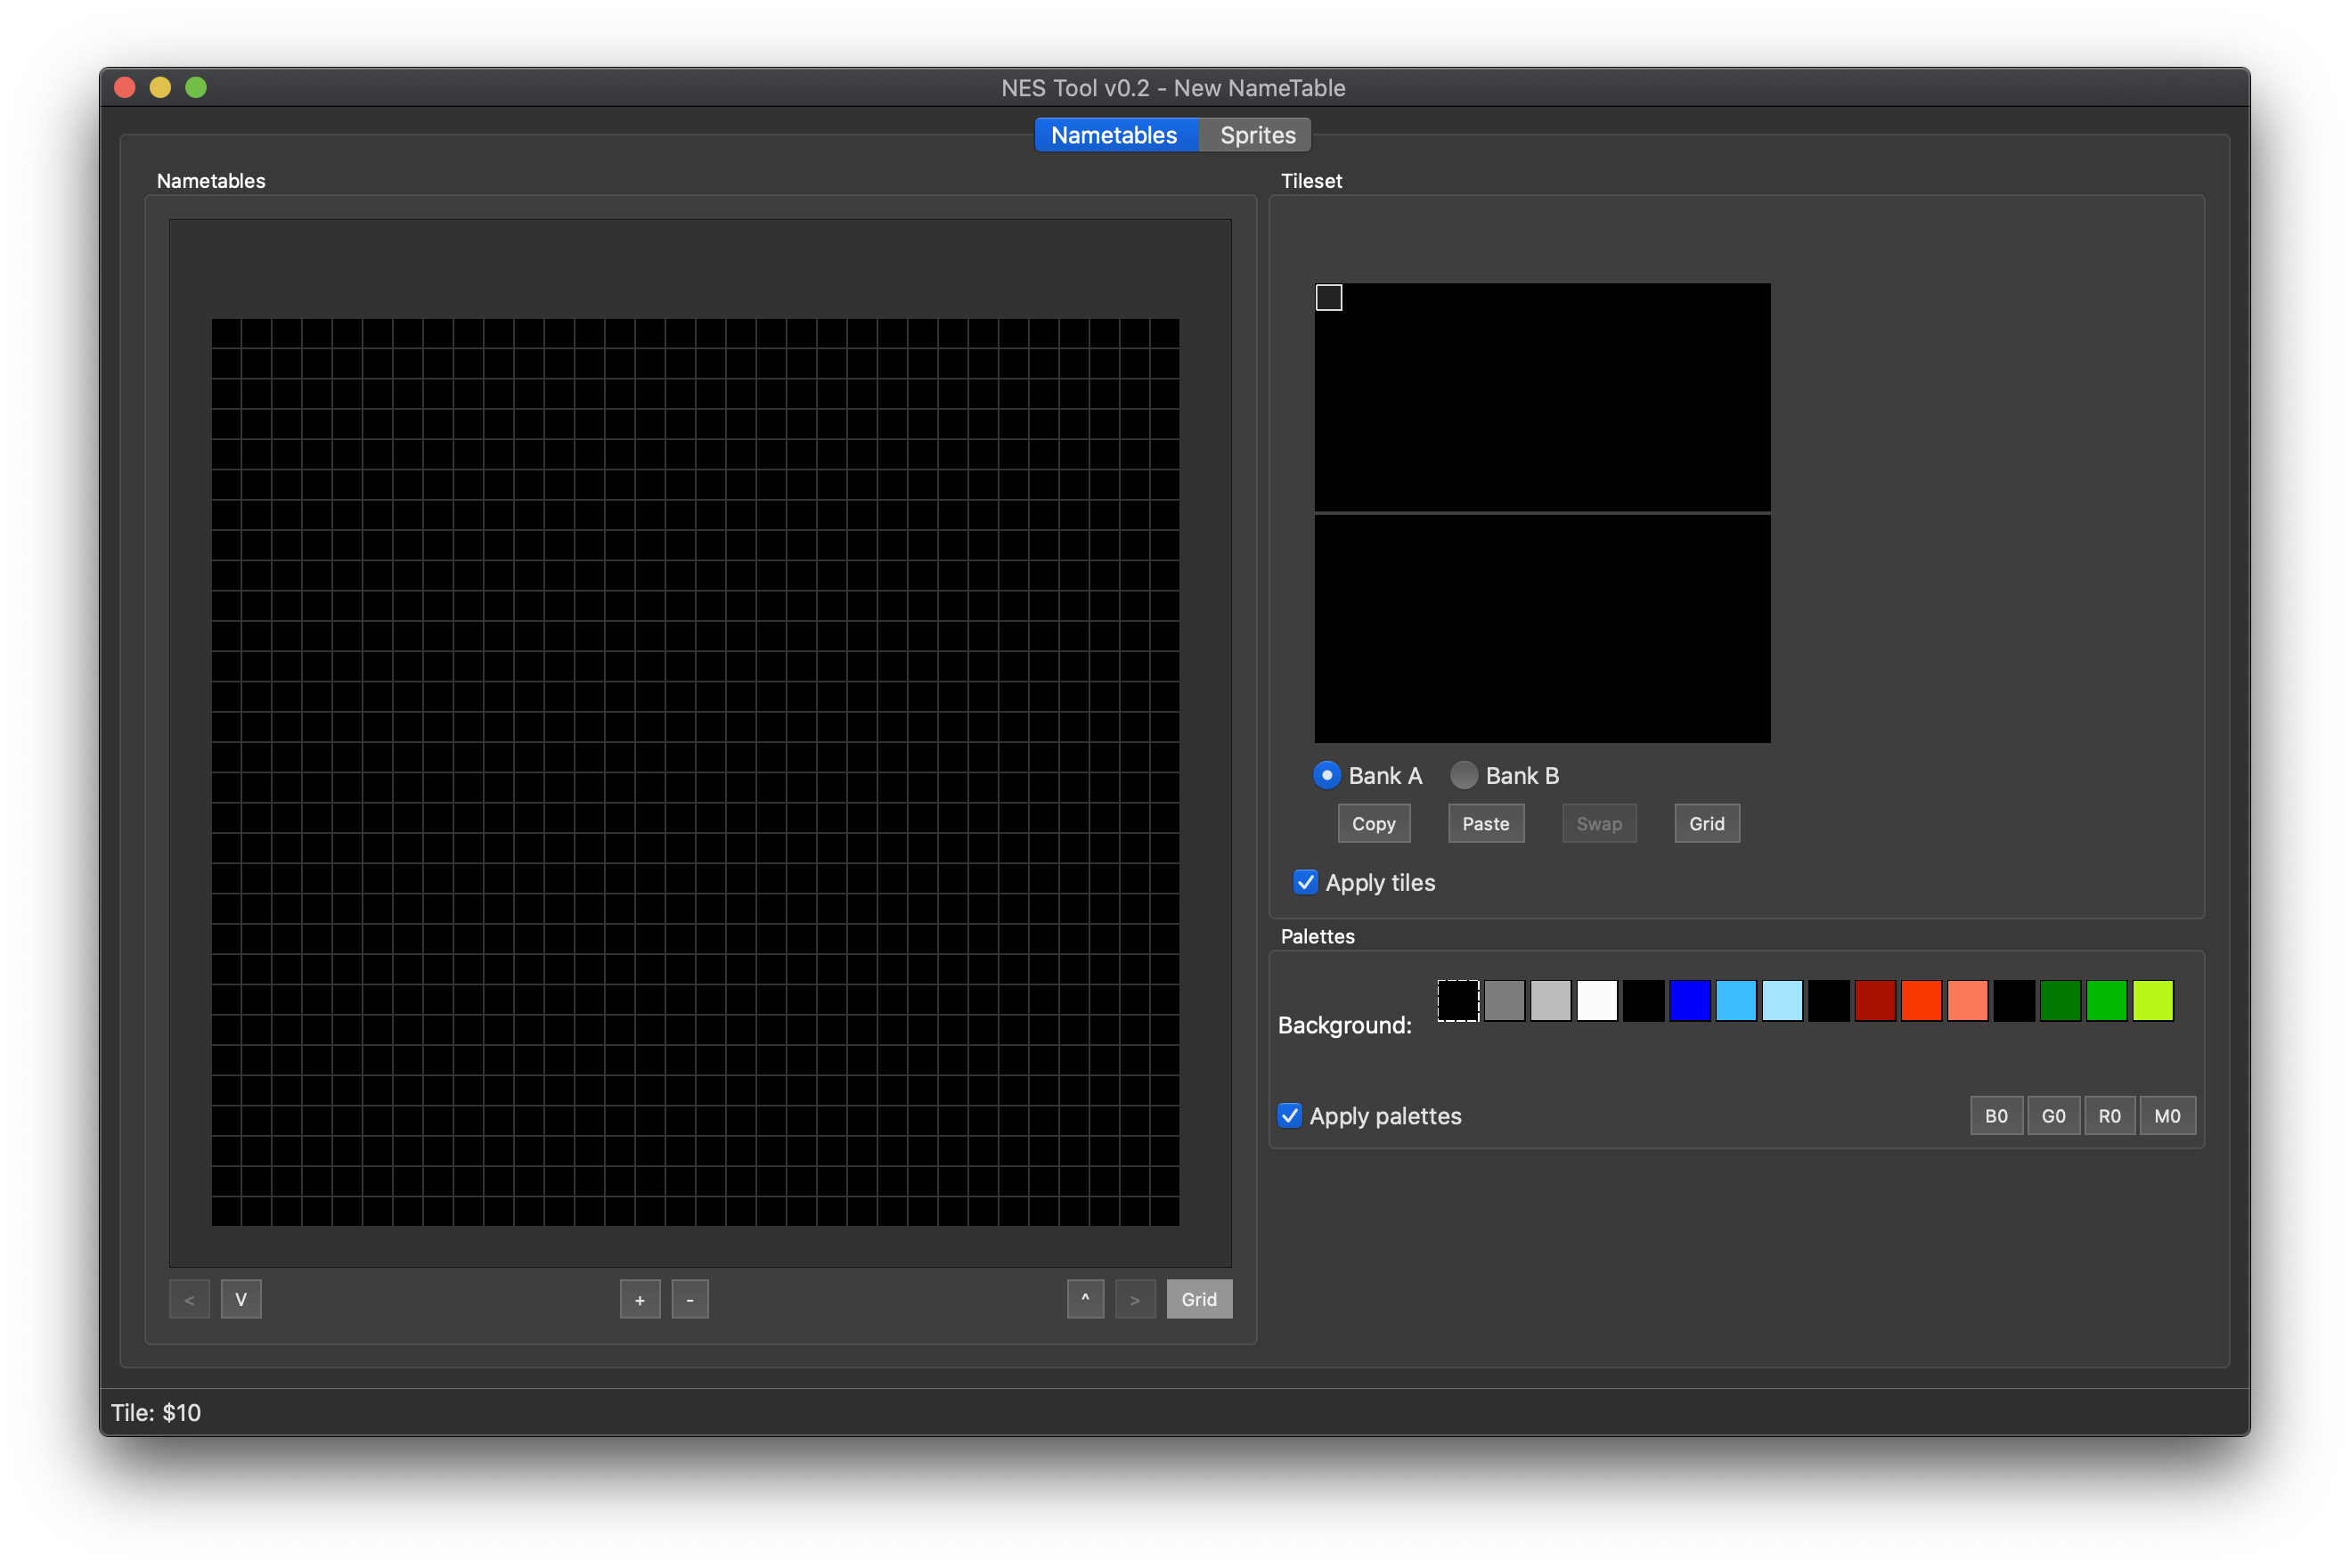 NES Tool v0.2 - New NameTable
Nametables Sprites
Nametables
< V + - ^ > Grid
Tileset
Bank A Bank B
Copy Paste Swap Grid
Apply tiles
Palettes
Background:
Apply palettes B0 G0 R0 M0
Tile: $10